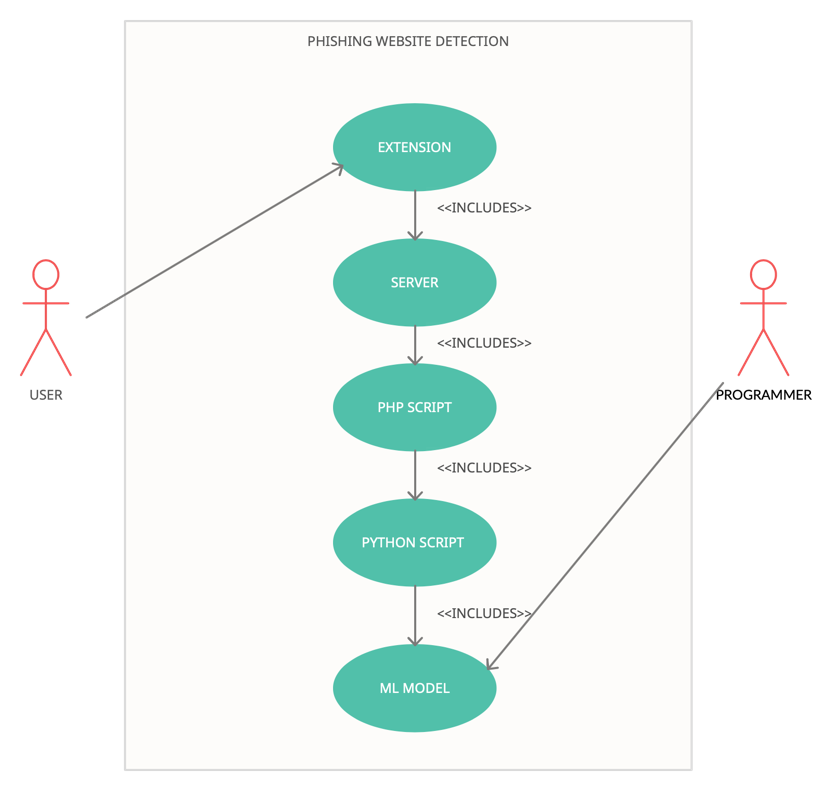 PHISHING WEBSITE DETECTION
EXTENSION
<<INCLUDES>>
SERVER
<<INCLUDES>>
USER
PROGRAMMER
PHP SCRIPT
<<INCLUDES>>
PYTHON SCRIPT
<<INCLUDES>>
ML MODEL